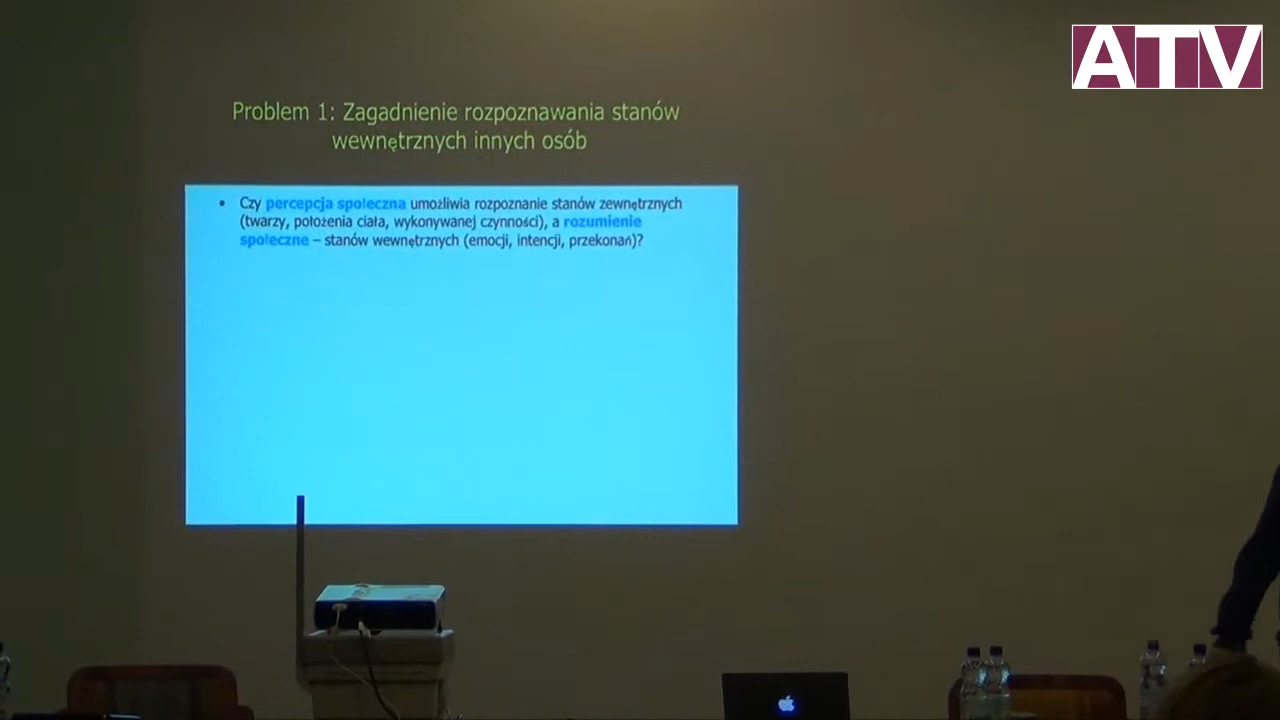 ATV
Problem 1: Zagadnienie rozpoznawania stanów
wewnętrznych innych osób
• Czy percepcja społeczna umożliwia rozpoznanie stanów zewnętrznych
(twarzy, położenia ciała, wykonywanej czynności), a rozumienie
społeczne – stanów wewnętrznych (emocji, intencji, przekonań)?